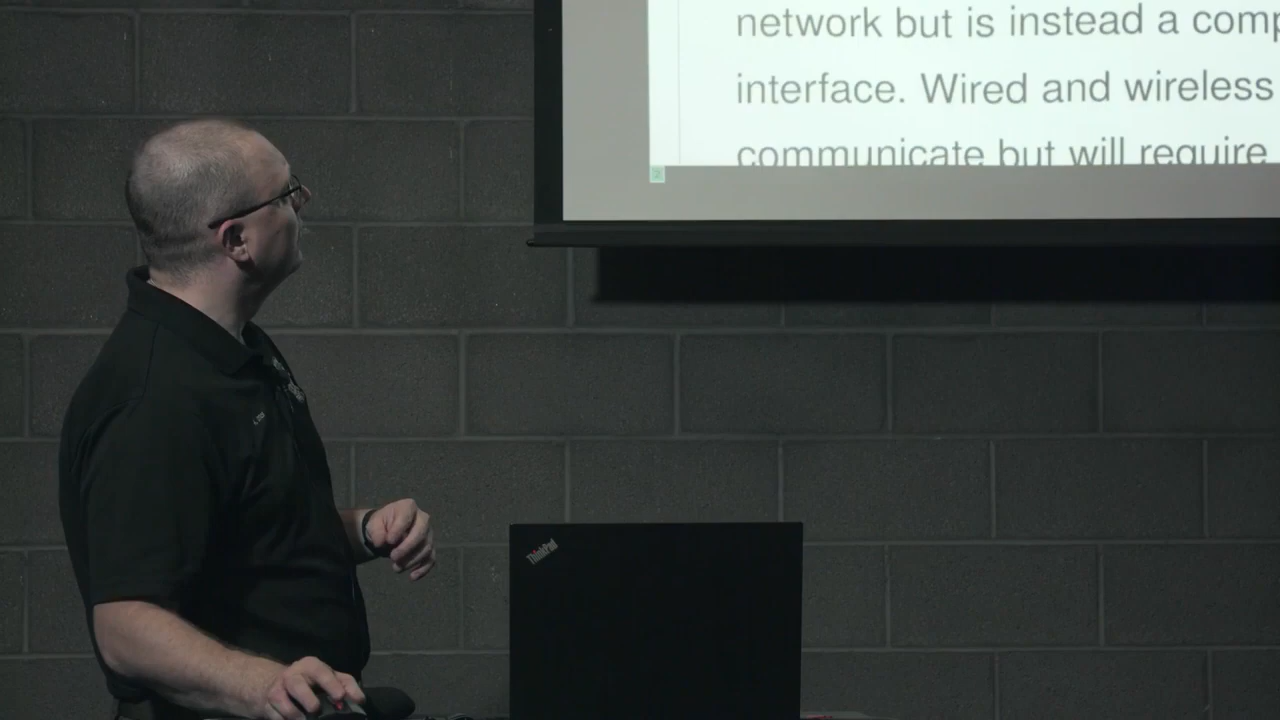 network but is instead a comp
interface. Wired and wireless
communicate but will require
ThinkPad